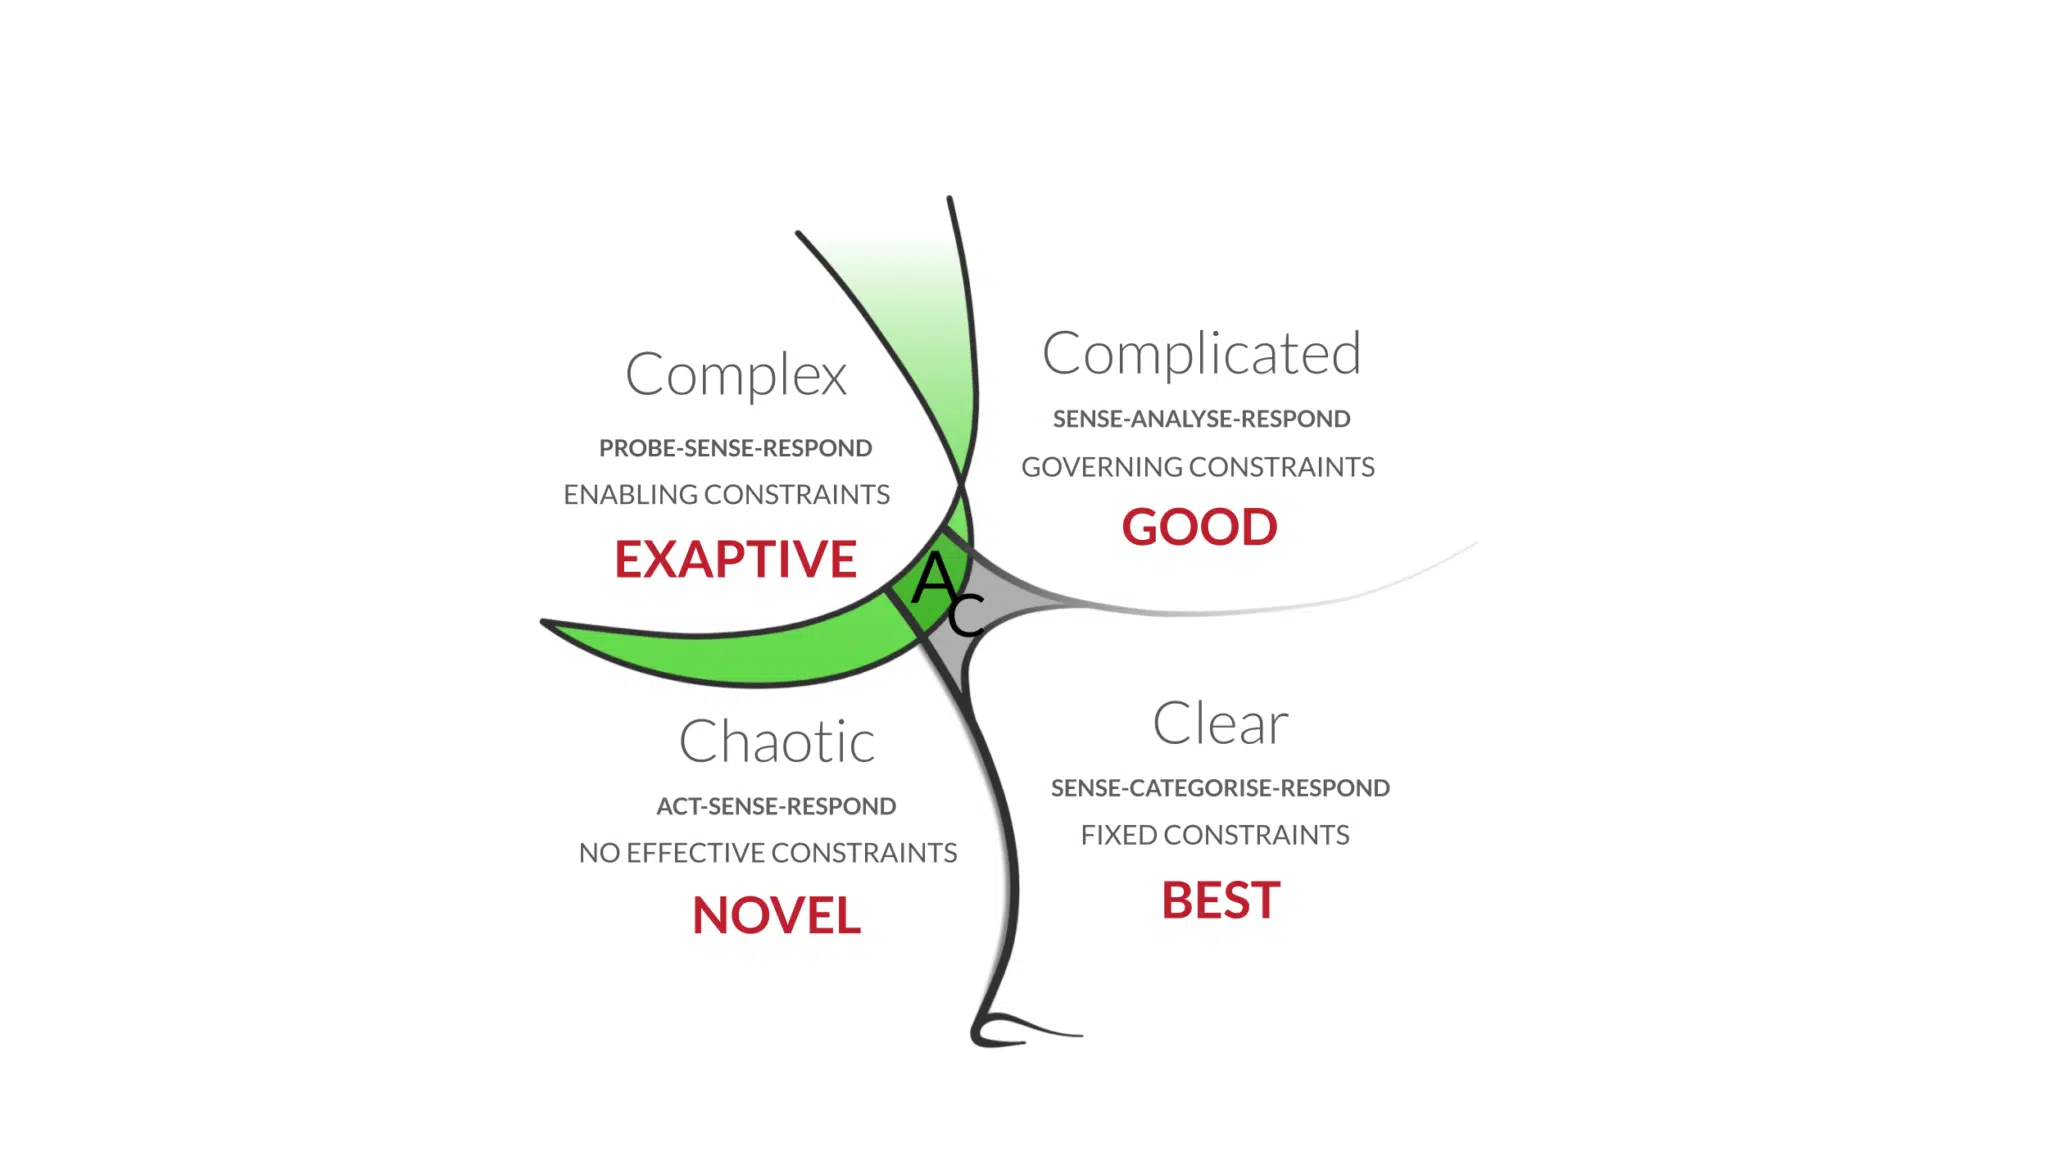 Complex
PROBE-SENSE-RESPOND
ENABLING CONSTRAINTS
EXAPTIVE
Complicated
SENSE-ANALYSE-RESPOND
GOVERNING CONSTRAINTS
GOOD
A
C
Chaotic
ACT-SENSE-RESPOND
NO EFFECTIVE CONSTRAINTS
NOVEL
Clear
SENSE-CATEGORISE-RESPOND
FIXED CONSTRAINTS
BEST